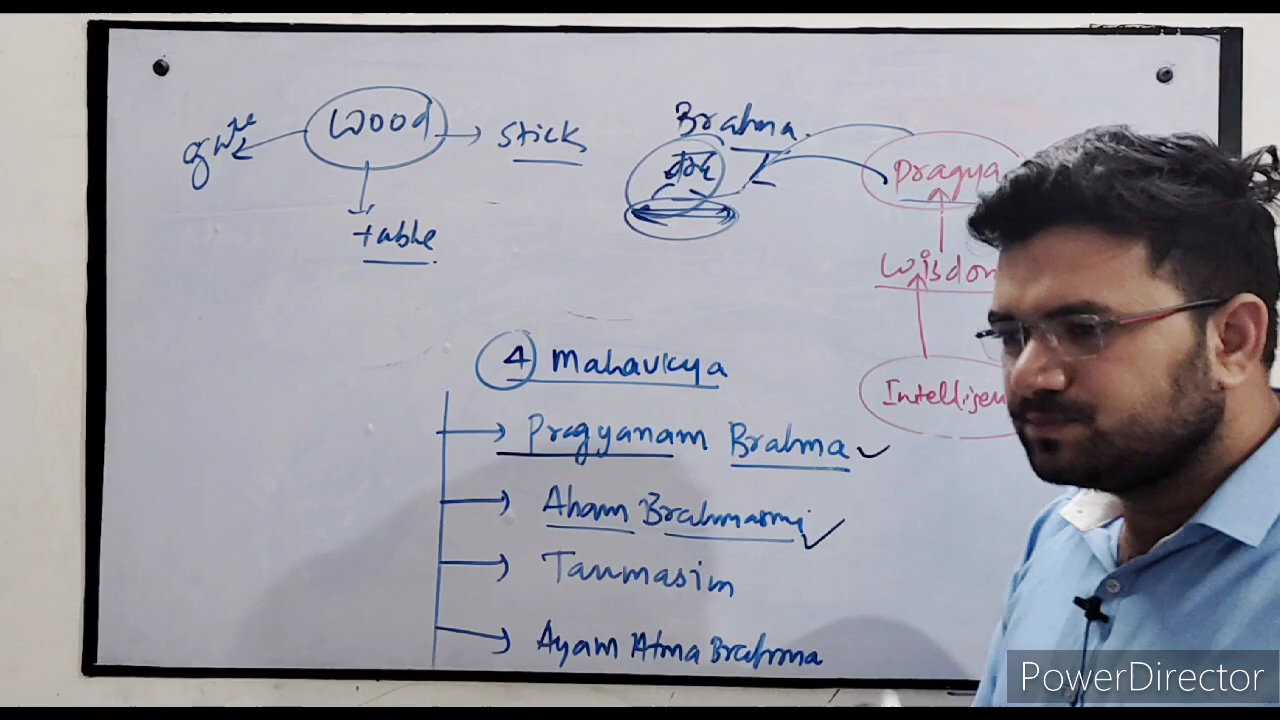 Wood
stick
table
Brahma
Pragya
Wisdom
4 Mahavkya
Intelligen
Pragyanam Brahma
Aham Brahmasmi
Tanmasim
Ayam Atma Brahma
PowerDirector